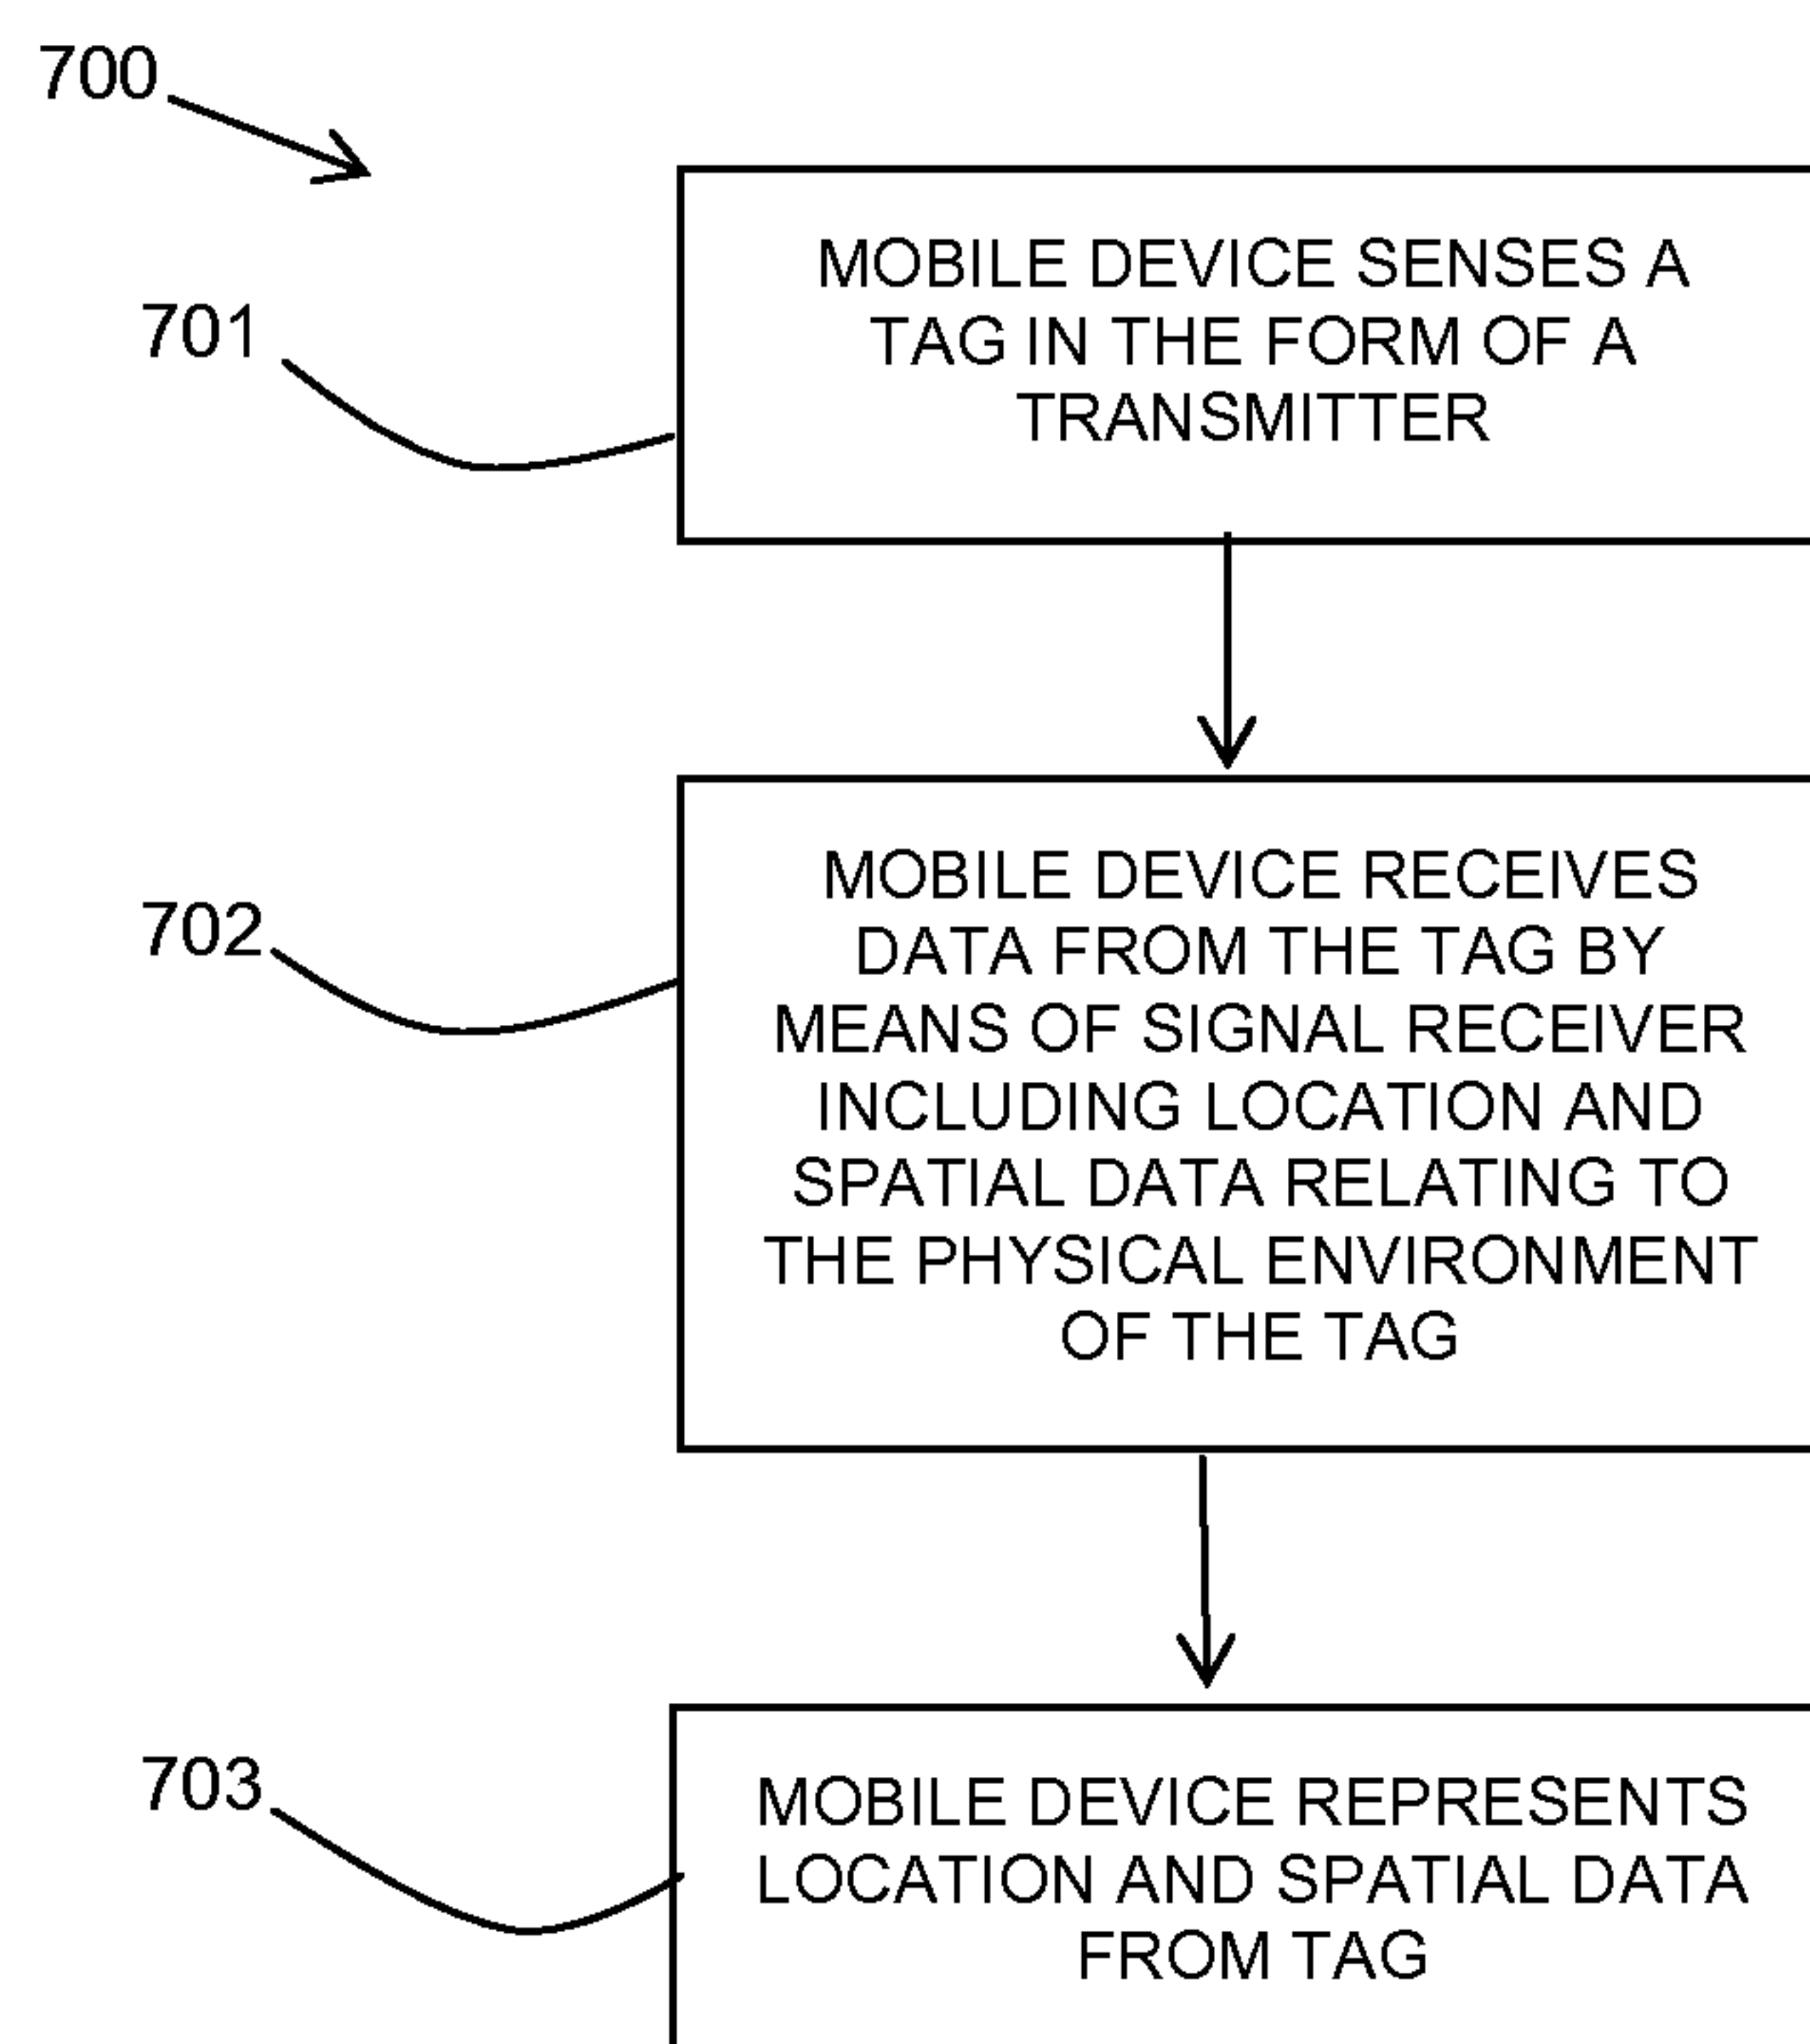 700
701
MOBILE DEVICE SENSES A
TAG IN THE FORM OF A
TRANSMITTER
702
MOBILE DEVICE RECEIVES
DATA FROM THE TAG BY
MEANS OF SIGNAL RECEIVER
INCLUDING LOCATION AND
SPATIAL DATA RELATING TO
THE PHYSICAL ENVIRONMENT
OF THE TAG
703
MOBILE DEVICE REPRESENTS
LOCATION AND SPATIAL DATA
FROM TAG